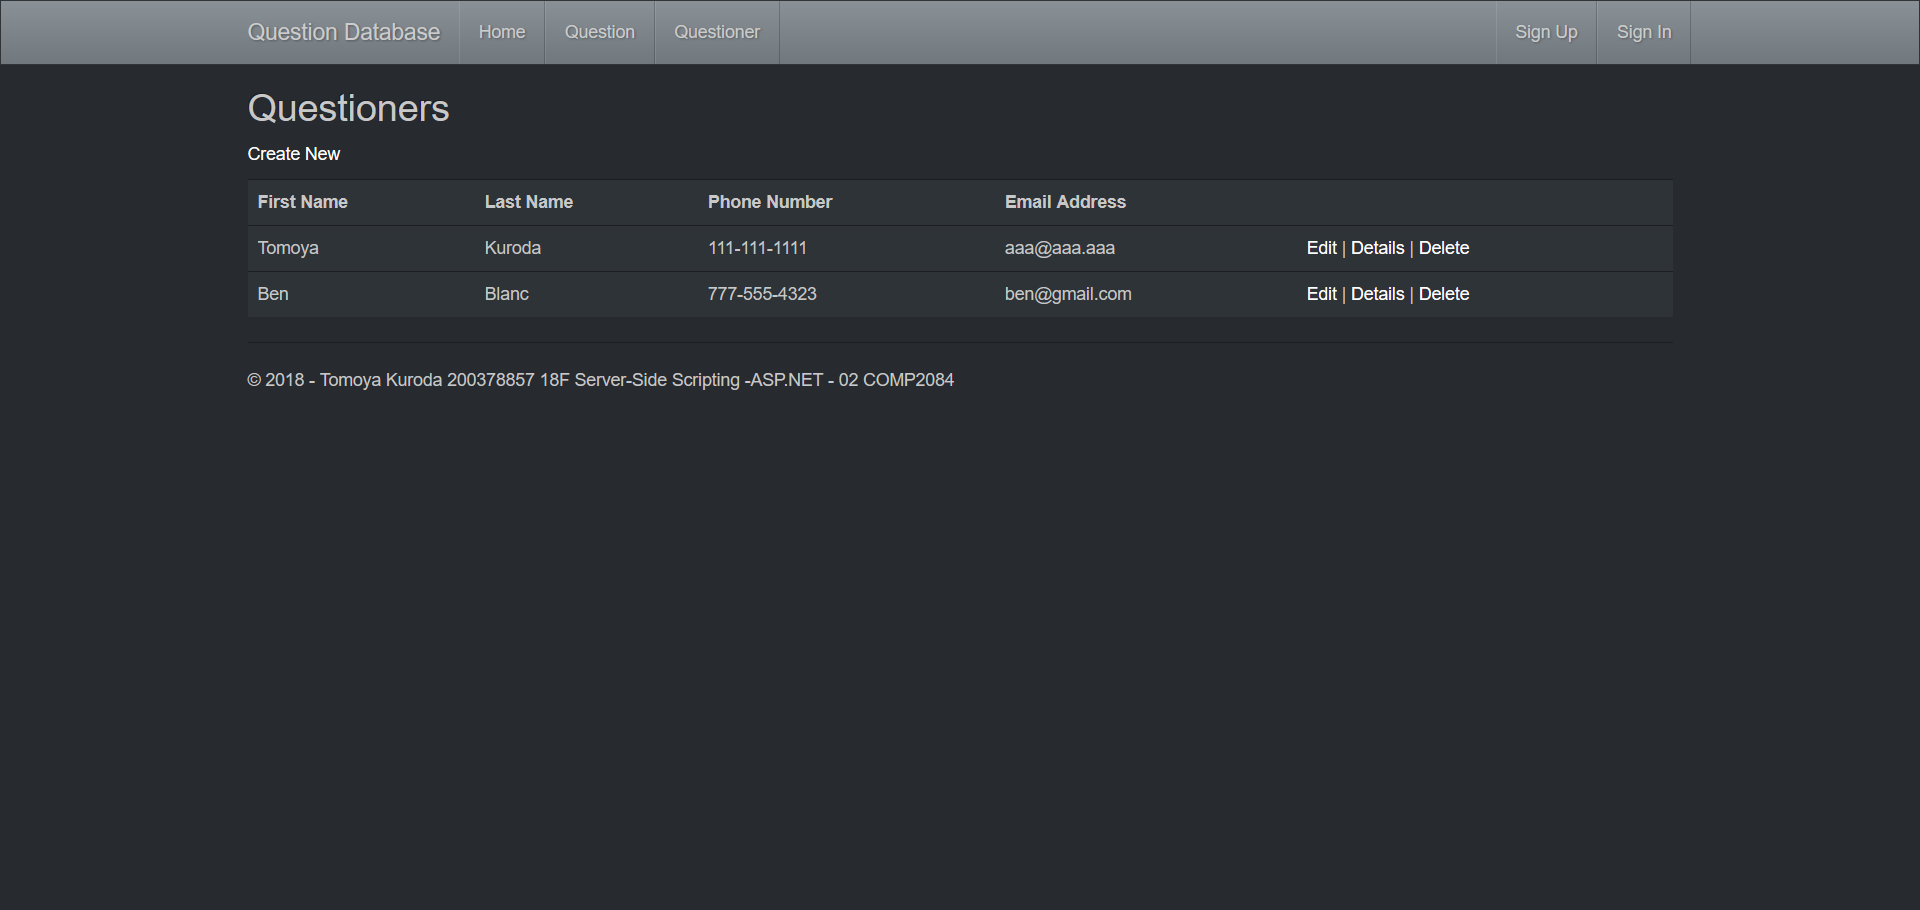 Question Database Home Question Questioner Sign Up Sign In
Questioners
Create New
First Name Last Name Phone Number Email Address
Tomoya Kuroda 111-111-1111 aaa@aaa.aaa Edit | Details | Delete
Ben Blanc 777-555-4323 ben@gmail.com Edit | Details | Delete
© 2018 - Tomoya Kuroda 200378857 18F Server-Side Scripting -ASP.NET - 02 COMP2084